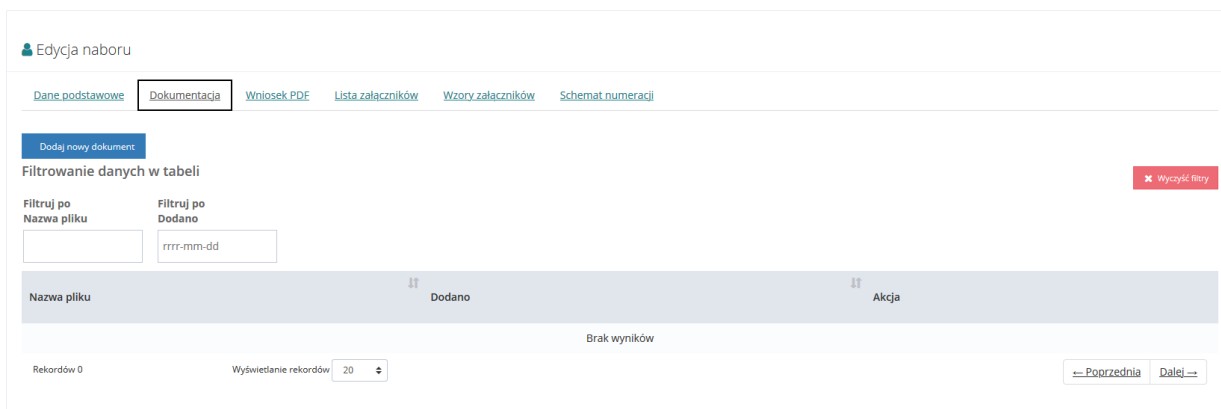 Edycja naboru
Dane podstawowe Dokumentacja Wniosek PDF Lista załączników Wzory załączników Schemat numeracji
Dodaj nowy dokument
Filtrowanie danych w tabeli
Wyczyść filtry
Filtruj po Nazwa pliku
Filtruj po Dodano
rrrr-mm-dd
Nazwa pliku Dodano Akcja
Brak wyników
Rekordów 0 Wyświetlanie rekordów 20 ← Poprzednia Dalej →